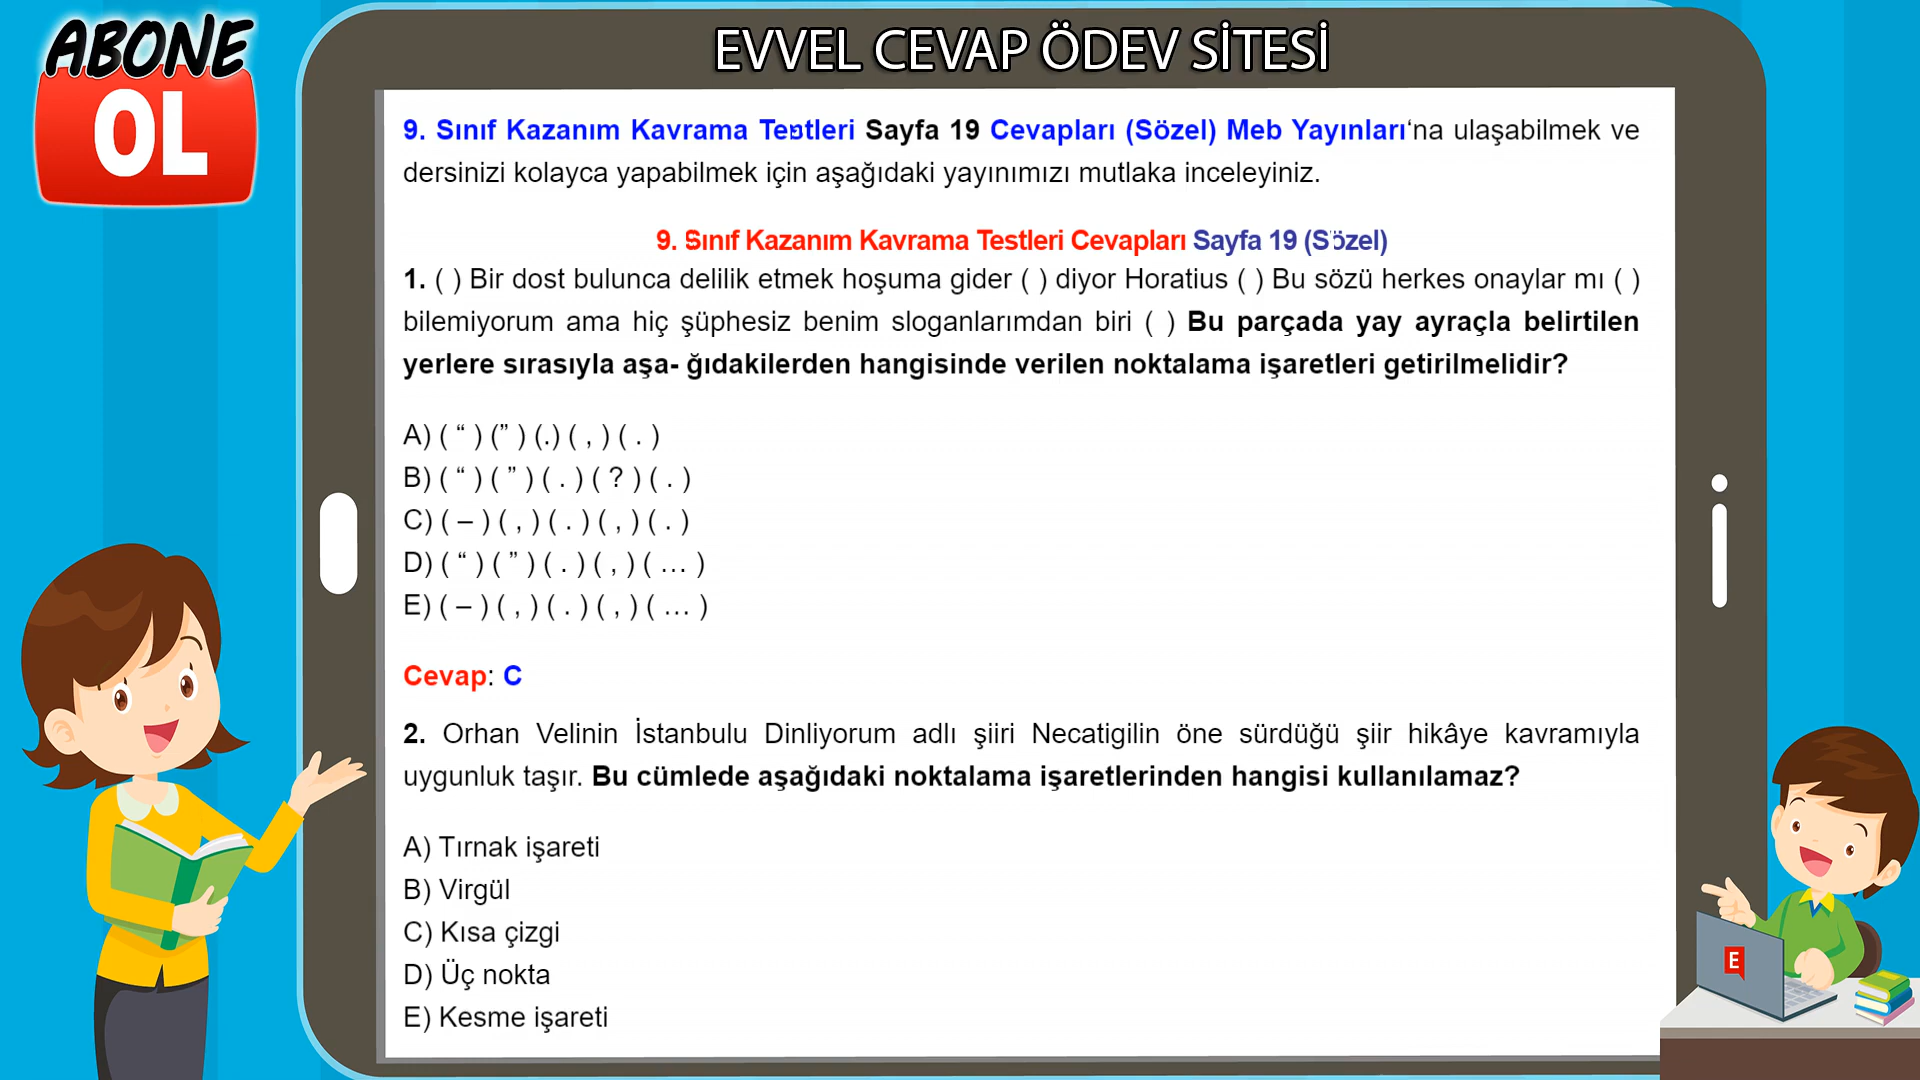 ABONE
OL
EVVEL CEVAP ÖDEV SİTESİ
9. Sınıf Kazanım Kavrama Testleri Sayfa 19 Cevapları (Sözel) Meb Yayınları‘na ulaşabilmek ve
dersinizi kolayca yapabilmek için aşağıdaki yayınımızı mutlaka inceleyiniz.
9. Sınıf Kazanım Kavrama Testleri Cevapları Sayfa 19 (Sözel)
1. ( ) Bir dost bulunca delilik etmek hoşuma gider ( ) diyor Horatius ( ) Bu sözü herkes onaylar mı ( )
bilemiyorum ama hiç şüphesiz benim sloganlarımdan biri ( ) Bu parçada yay ayraçla belirtilen
yerlere sırasıyla aşa- ğıdakilerden hangisinde verilen noktalama işaretleri getirilmelidir?
A) ( “ ) (” ) (.) ( , ) ( . )
B) ( “ ) ( ” ) ( . ) ( ? ) ( . )
C) ( – ) ( , ) ( . ) ( , ) ( . )
D) ( “ ) ( ” ) ( . ) ( , ) ( … )
E) ( – ) ( , ) ( . ) ( , ) ( … )
Cevap: C
2. Orhan Velinin İstanbulu Dinliyorum adlı şiiri Necatigilin öne sürdüğü şiir hikâye kavramıyla
uygunluk taşır. Bu cümlede aşağıdaki noktalama işaretlerinden hangisi kullanılamaz?
A) Tırnak işareti
B) Virgül
C) Kısa çizgi
D) Üç nokta
E) Kesme işareti
E